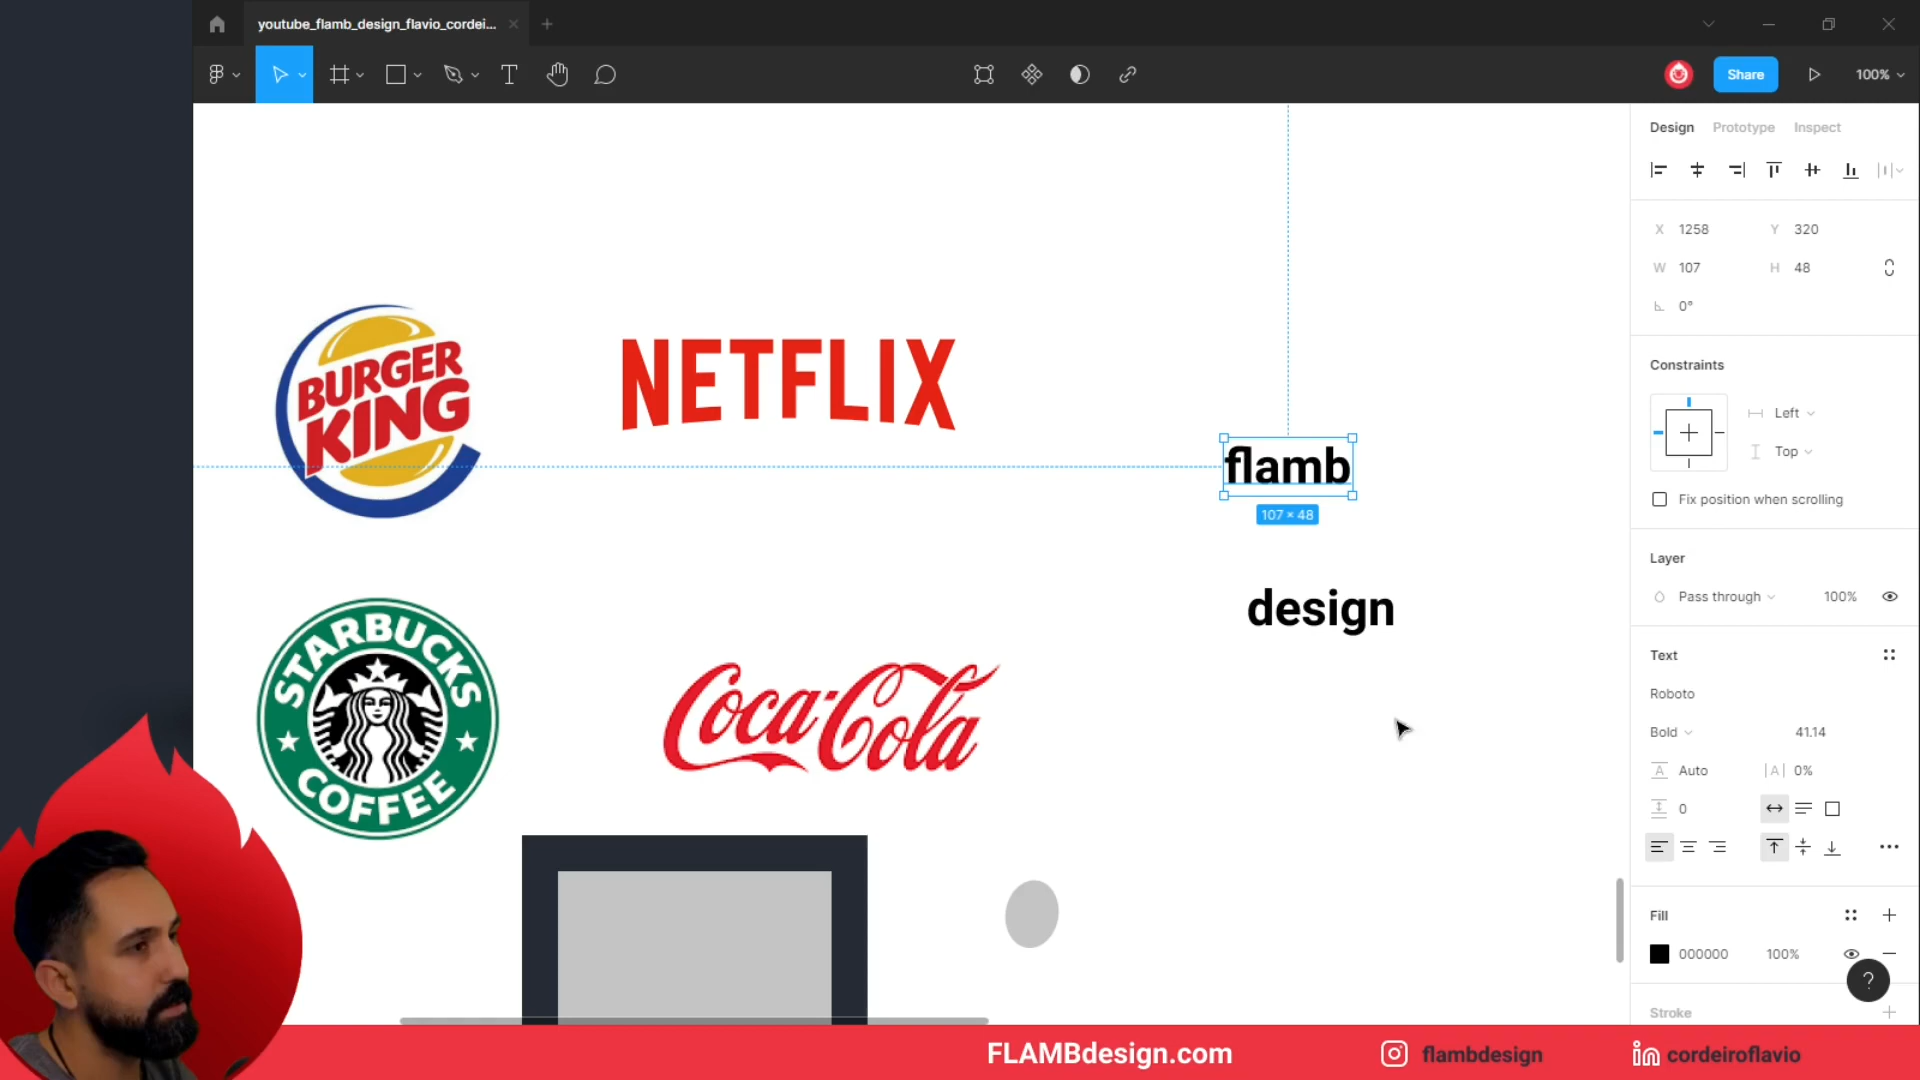 youtube_flamb_design_flavio_cordei...
Share
100%
Design Prototype Inspect
X 1258 Y 320
W 107 H 48
0°
Constraints
Left
Top
Fix position when scrolling
Layer
Pass through 100%
Text
Roboto
Bold 41.14
A Auto |A| 0%
0
Fill
000000 100%
?
Stroke
BURGER
KING
NETFLIX
flamb
107 × 48
design
STARBUCKS
COFFEE
Coca-Cola
FLAMBdesign.com
flambdesign
in cordeiroflavio